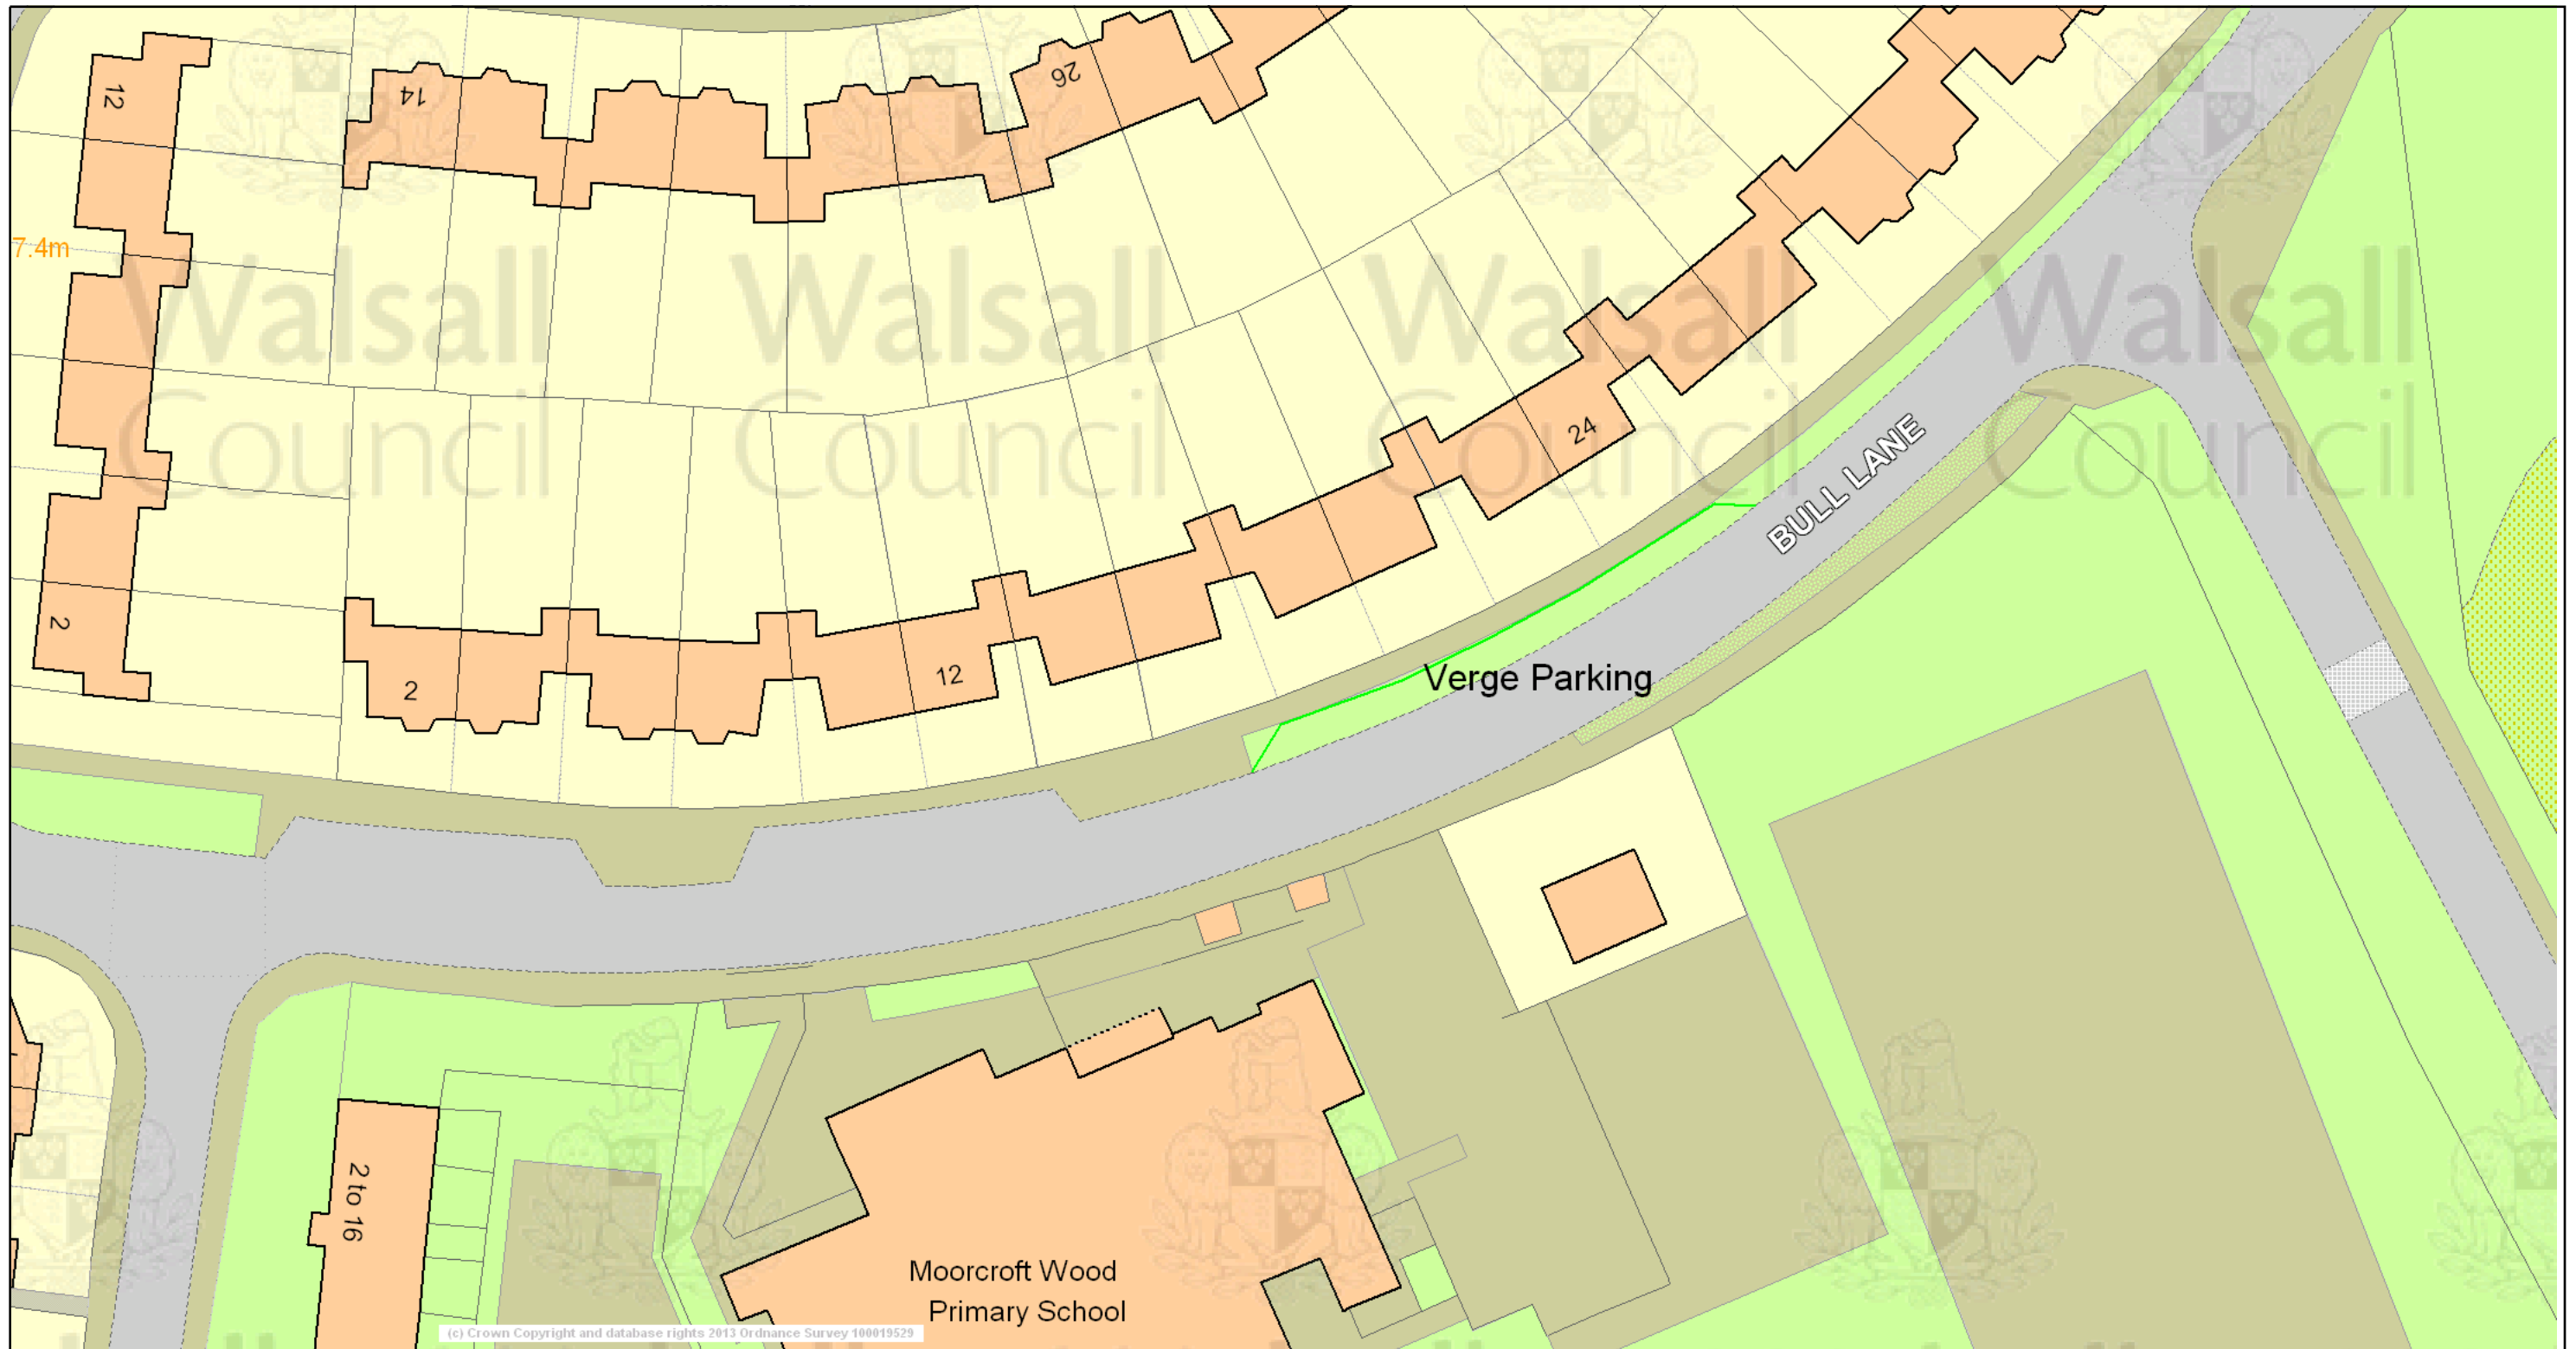 12
14
26
7.4m
Walsall
Council
Walsall
Council
Walsall
Council
Walsall
Council
24
BULL LANE
2
2
12
Verge Parking
2 to 16
Moorcroft Wood
Primary School
(c) Crown Copyright and database rights 2013 Ordnance Survey 100019529